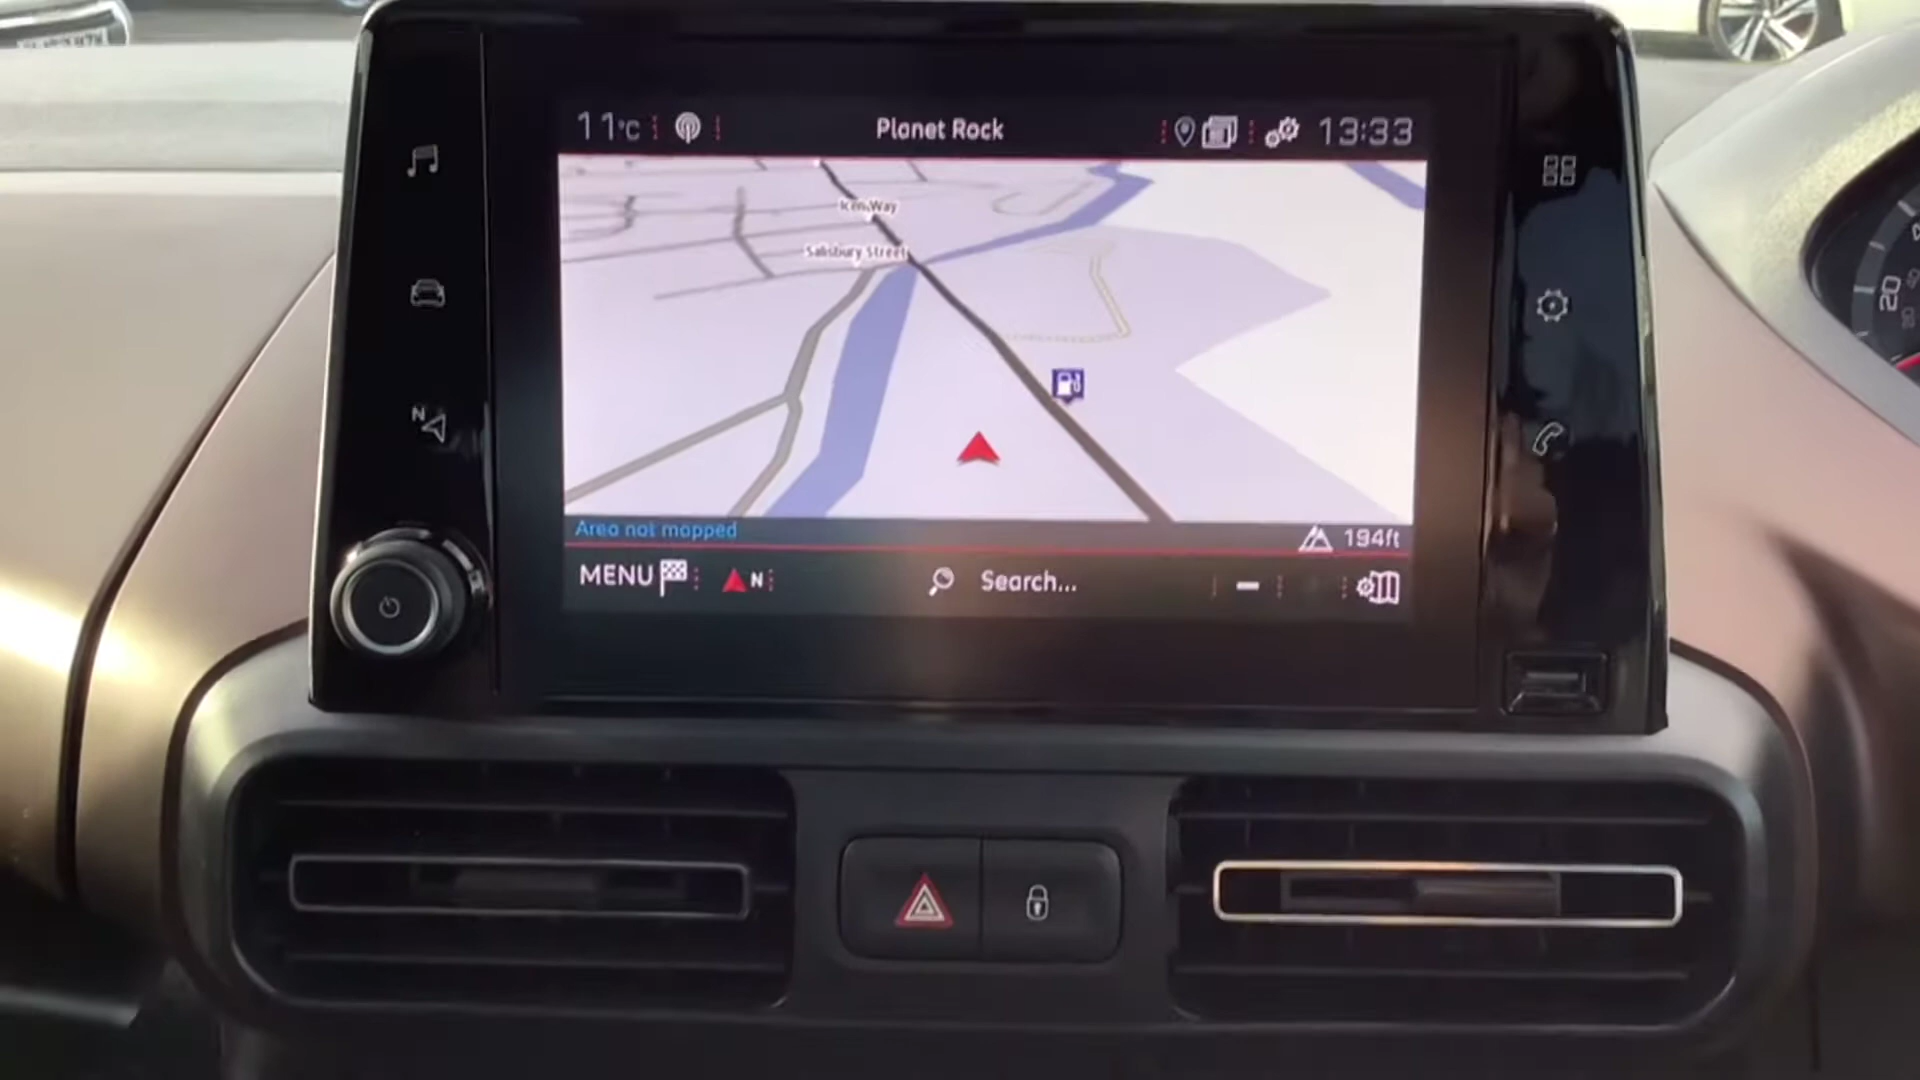 11°C
Planet Rock
13:33
Iceni Way
Salisbury Street
N
Area not mapped
194ft
MENU
N
Search...
20